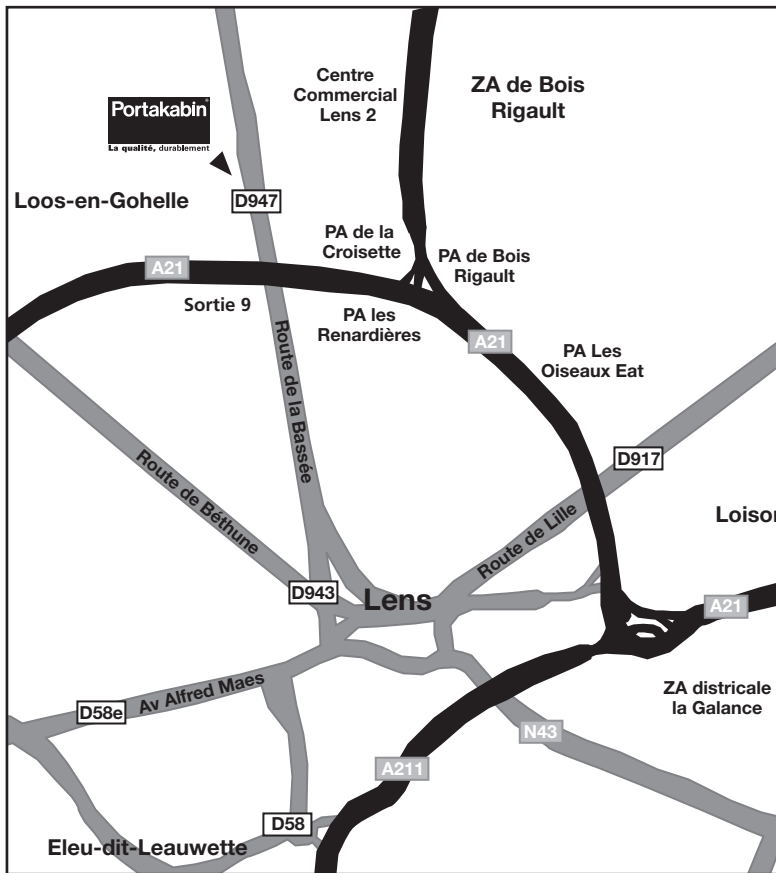 Centre
Commercial
Lens 2
ZA de Bois
Rigault
Portakabin®
La qualité, durablement
Loos-en-Gohelle
D947
PA de la
Croisette
PA de Bois
Rigault
A21
Sortie 9
PA les
Renardières
A21
PA Les
Oiseaux Eat
Route de la Bassée
Route de Béthune
D917
Route de Lille
Loison
D943
Lens
A21
Av Alfred Maes
D58e
ZA districale
la Galance
N43
A211
D58
Eleu-dit-Leauwette